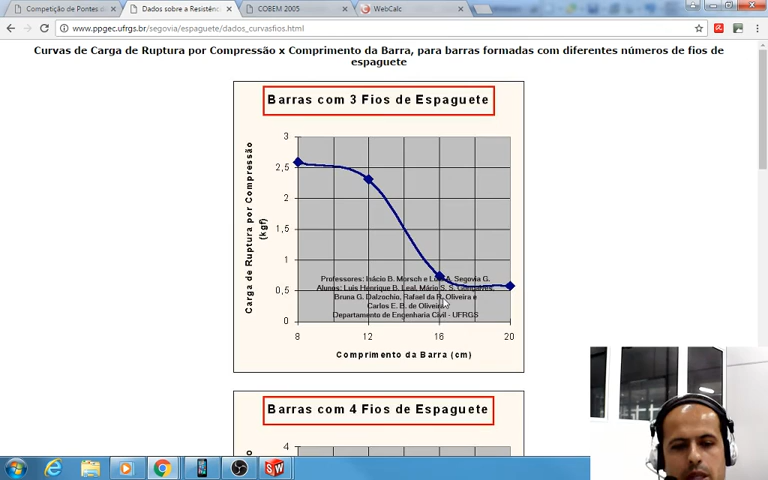 Competição de Pontes d
Dados sobre a Resistênc
COBEM 2005
WebCalc
www.ppgec.ufrgs.br/segovia/espaguete/dados_curvasfios.html
Curvas de Carga de Ruptura por Compressão x Comprimento da Barra, para barras formadas com diferentes números de fios de
espaguete
Barras com 3 Fios de Espaguete
3
2,5
2
1,5
1
0,5
0
Carga de Ruptura por Compressão
(kgf)
Professores: Inácio B. Morsch e A. Segovia G.
Alunos: Luis Henrique B. Leal, Mário S. S. Gonçalves,
Bruna G. Dalzochio, Rafael da R. Oliveira e
Carlos E. B. de Oliveira
Departamento de Engenharia Civil - UFRGS
8 12 16 20
Comprimento da Barra (cm)
Barras com 4 Fios de Espaguete
4